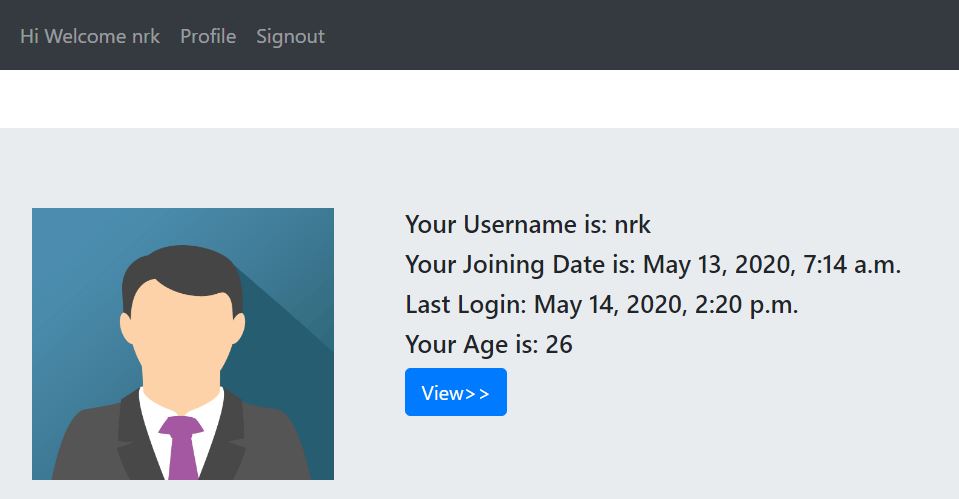 Hi Welcome nrk Profile Signout
Your Username is: nrk
Your Joining Date is: May 13, 2020, 7:14 a.m.
Last Login: May 14, 2020, 2:20 p.m.
Your Age is: 26
View>>